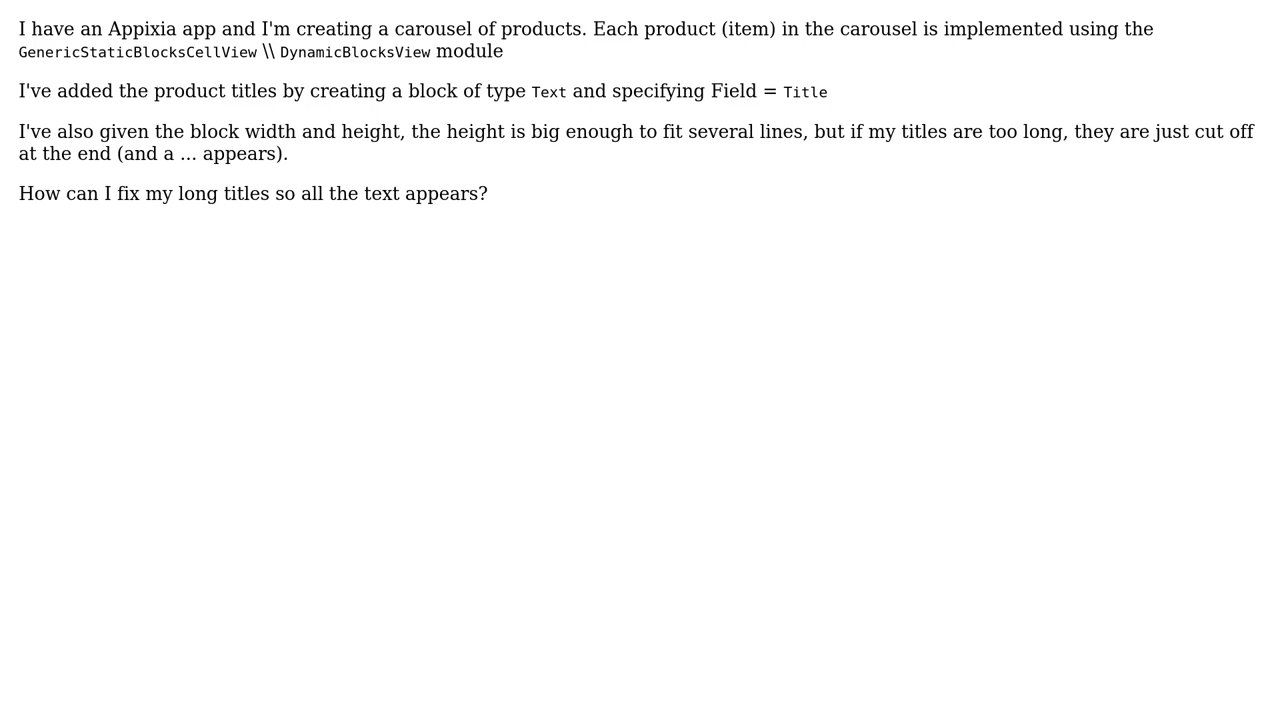 I have an Appixia app and I'm creating a carousel of products. Each product (item) in the carousel is implemented using the
GenericStaticBlocksCellView \\ DynamicBlocksView module
I've added the product titles by creating a block of type Text and specifying Field = Title
I've also given the block width and height, the height is big enough to fit several lines, but if my titles are too long, they are just cut off
at the end (and a ... appears).
How can I fix my long titles so all the text appears?